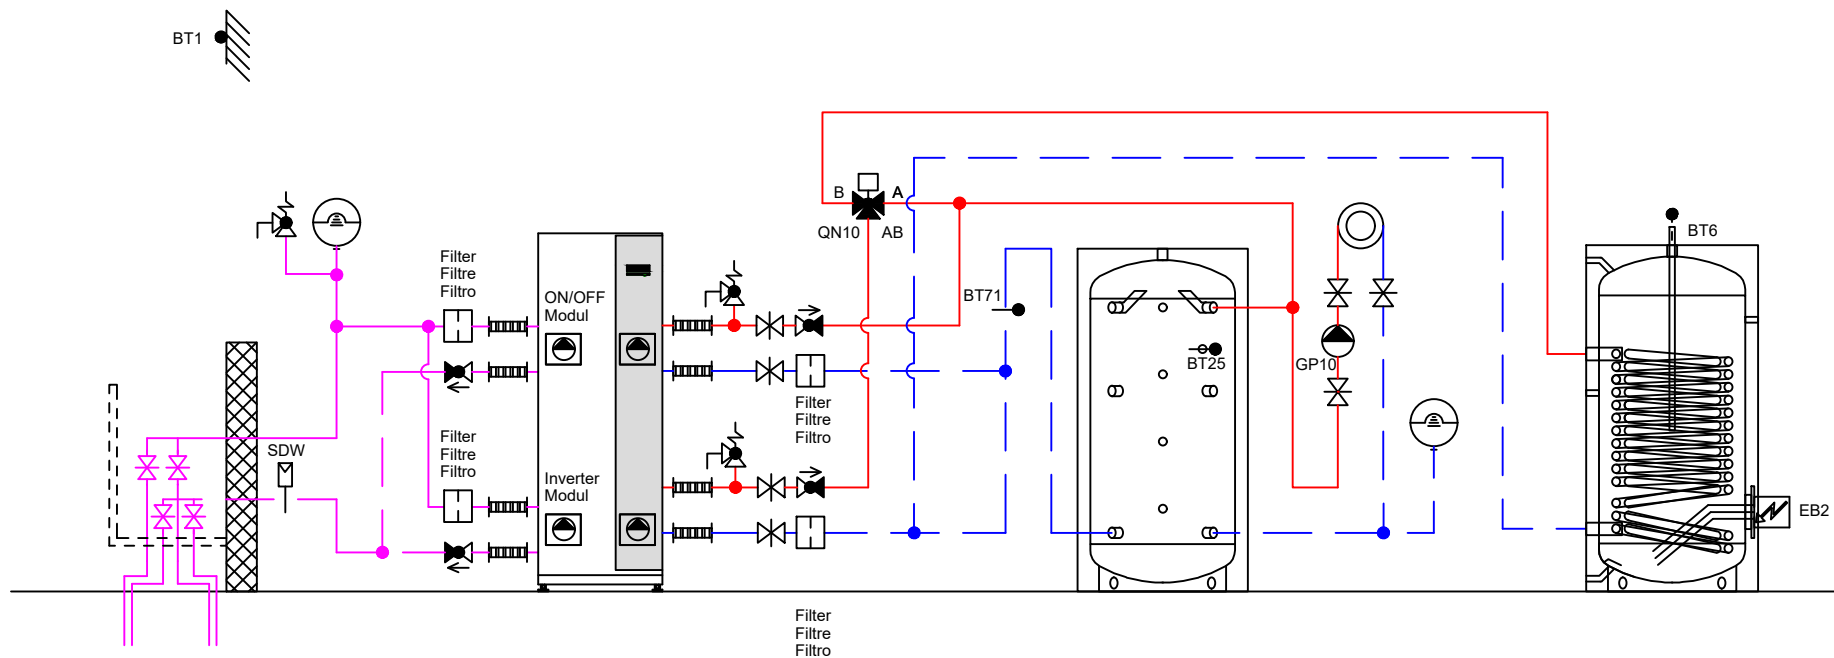 BT1
B
A
QN10
AB
BT6
Filter
Filtre
Filtro
ON/OFF
Modul
BT71
BT25
GP10
Filter
Filtre
Filtro
Filter
Filtre
Filtro
SDW
Inverter
Modul
EB2
Filter
Filtre
Filtro